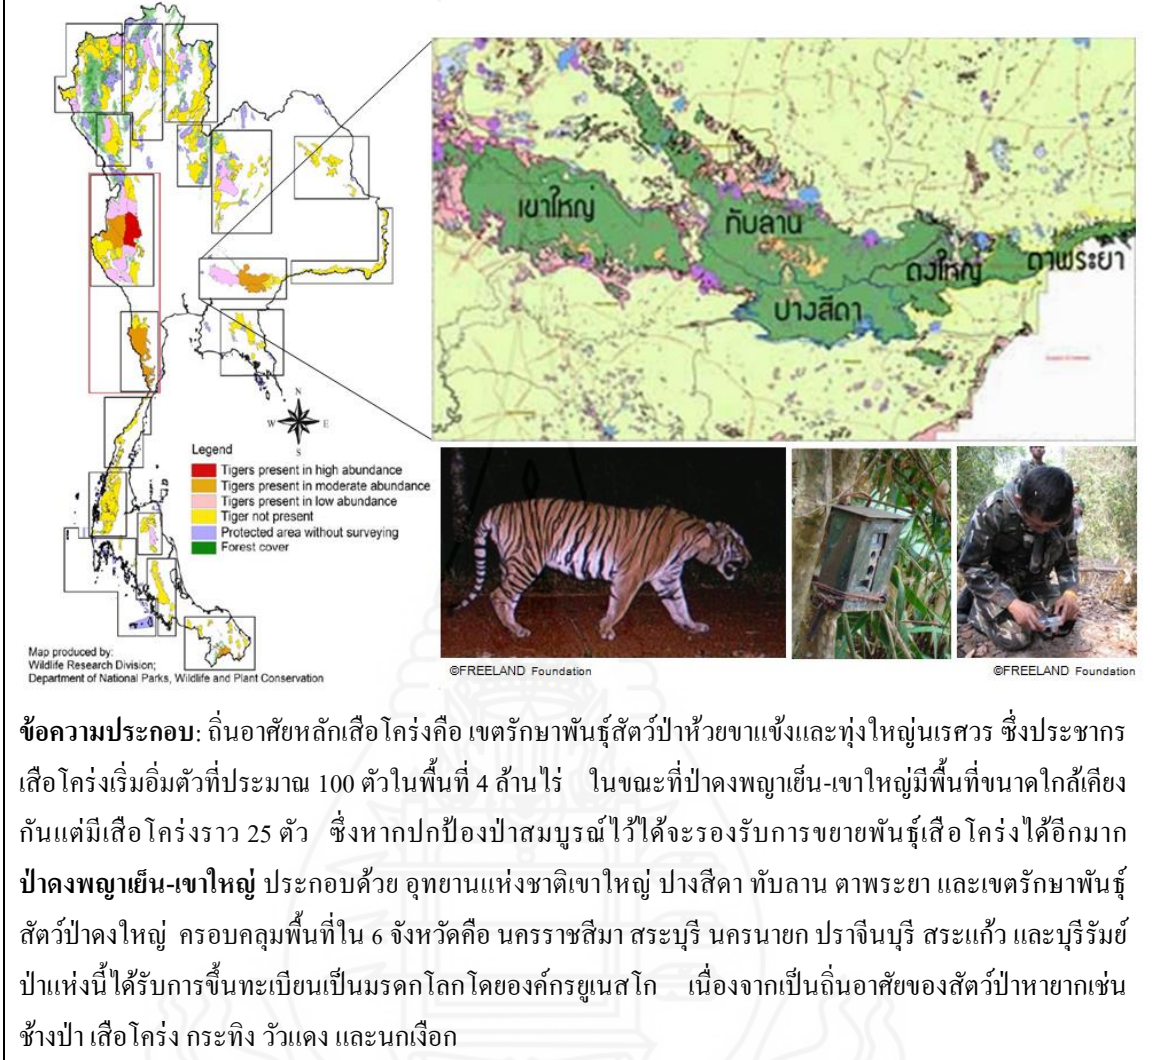 เขาใหญ่
ทับลาน
ดงใหญ่
ตาพระยา
ปางสีดา
N
W E
S
Legend
Tigers present in high abundance
Tigers present in moderate abundance
Tigers present in low abundance
Tiger not present
Protected area without surveying
Forest cover
Map produced by:
Wildlife Research Division;
Department of National Parks, Wildlife and Plant Conservation
©FREELAND Foundation
©FREELAND Foundation
ข้อความประกอบ: ถิ่นอาศัยหลักเสือโคร่งคือ เขตรักษาพันธุ์สัตว์ป่าห้วยขาแข้งและทุ่งใหญ่นเรศวร ซึ่งประชากร
เสือโคร่งเริ่มอิ่มตัวที่ประมาณ 100 ตัวในพื้นที่ 4 ล้านไร่ ในขณะที่ป่าดงพญาเย็น-เขาใหญ่มีพื้นที่ขนาดใกล้เคียง
กันแต่มีเสือโคร่งราว 25 ตัว ซึ่งหากปกป้องป่าสมบูรณ์ไว้ได้จะรองรับการขยายพันธุ์เสือโคร่งได้อีกมาก
ป่าดงพญาเย็น-เขาใหญ่ ประกอบด้วย อุทยานแห่งชาติเขาใหญ่ ปางสีดา ทับลาน ตาพระยา และเขตรักษาพันธุ์
สัตว์ป่าดงใหญ่ ครอบคลุมพื้นที่ใน 6 จังหวัดคือ นครราชสีมา สระบุรี นครนายก ปราจีนบุรี สระแก้ว และบุรีรัมย์
ป่าแห่งนี้ได้รับการขึ้นทะเบียนเป็นมรดกโลกโดยองค์กรยูเนสโก เนื่องจากเป็นถิ่นอาศัยของสัตว์ป่าหายากเช่น
ช้างป่า เสือโคร่ง กระทิง วัวแดง และนกเงือก